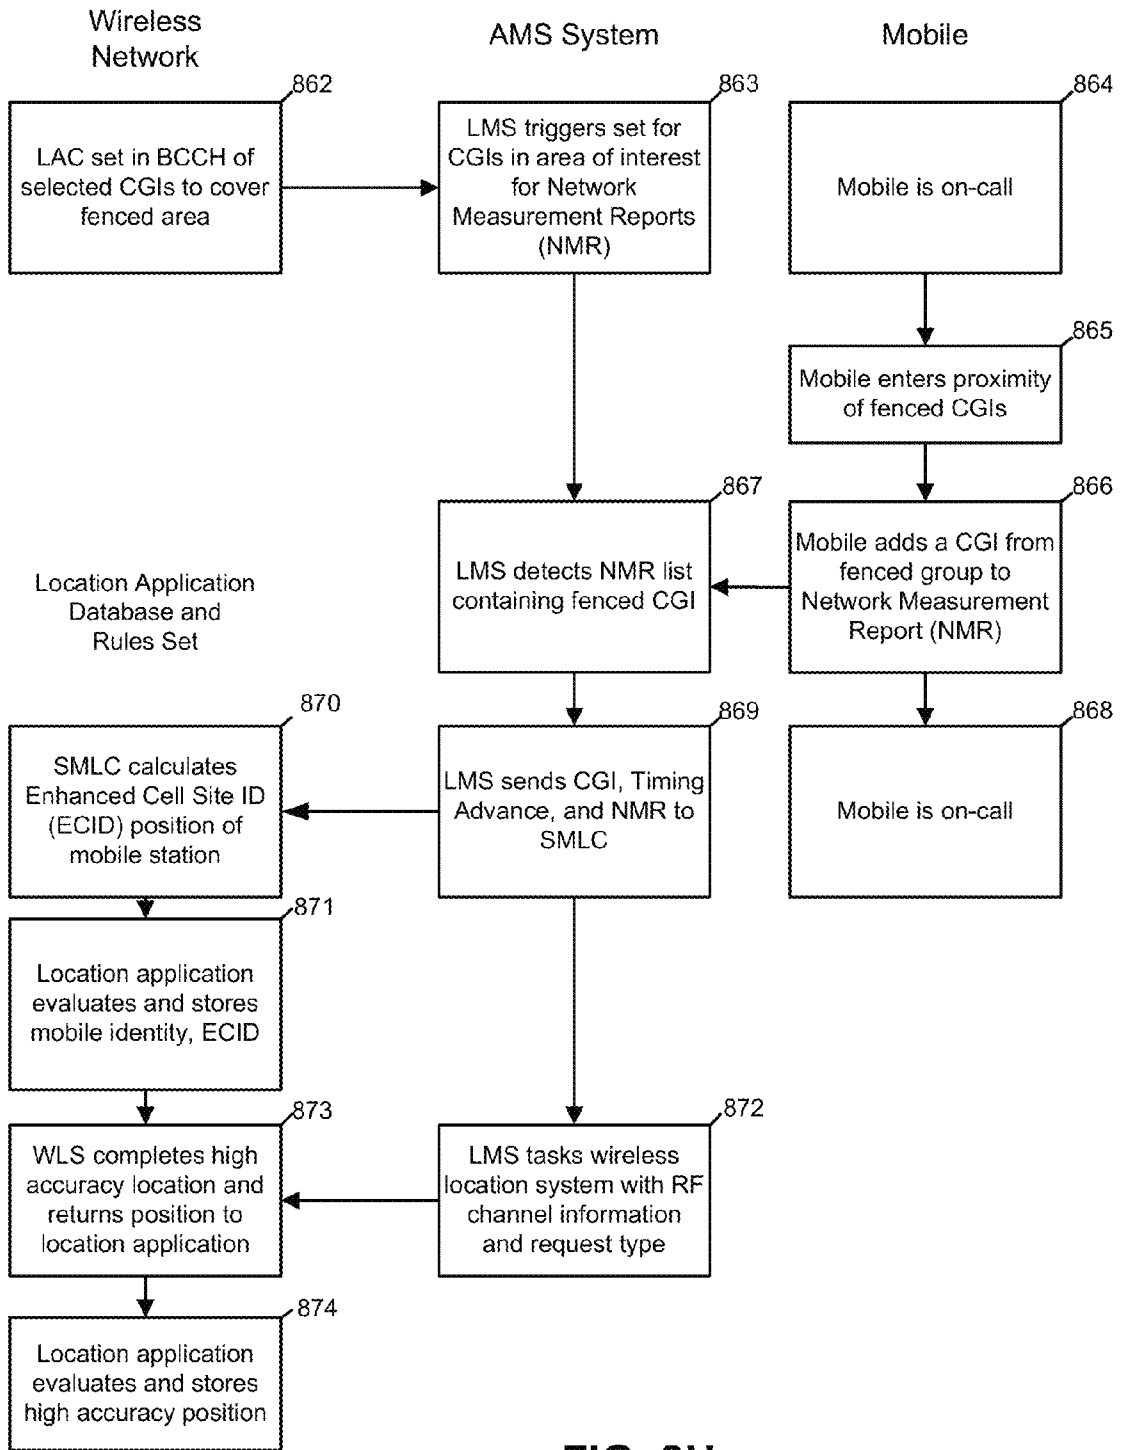 Wireless
Network
AMS System
Mobile
862
LAC set in BCCH of
selected CGIs to cover
fenced area
863
LMS triggers set for
CGIs in area of interest
for Network
Measurement Reports
(NMR)
864
Mobile is on-call
865
Mobile enters proximity
of fenced CGIs
866
Mobile adds a CGI from
fenced group to
Network Measurement
Report (NMR)
867
LMS detects NMR list
containing fenced CGI
Location Application
Database and
Rules Set
868
Mobile is on-call
869
LMS sends CGI, Timing
Advance, and NMR to
SMLC
870
SMLC calculates
Enhanced Cell Site ID
(ECID) position of
mobile station
871
Location application
evaluates and stores
mobile identity, ECID
872
LMS tasks wireless
location system with RF
channel information
and request type
873
WLS completes high
accuracy location and
returns position to
location application
874
Location application
evaluates and stores
high accuracy position